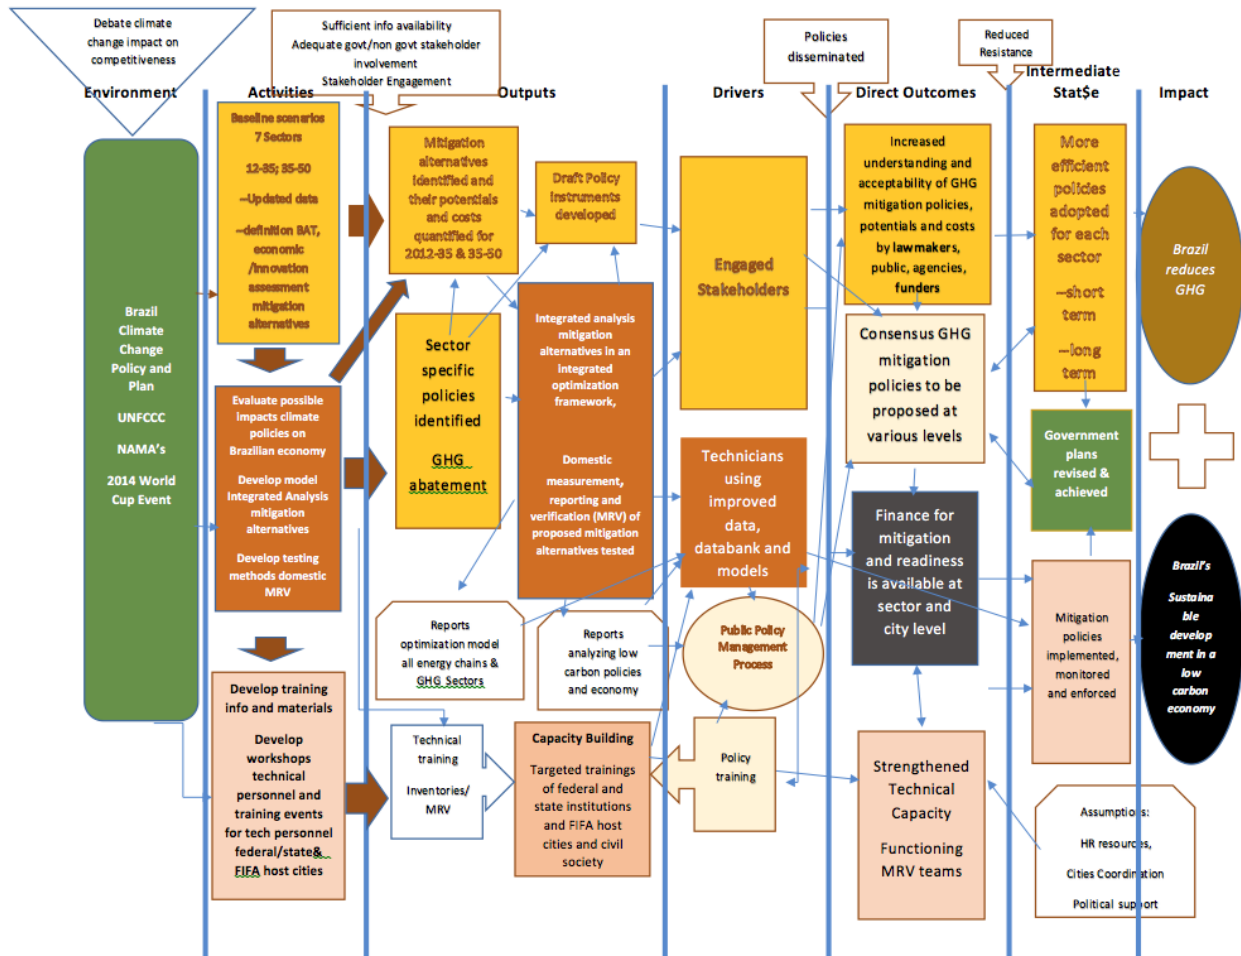 Debate climate
change impact on
competitiveness
Sufficient info availability
Adequate govt/non govt stakeholder
involvement
Stakeholder Engagement
Policies
disseminated
Reduced
Resistance
Environment
Activities
Outputs
Drivers
Direct Outcomes
Intermediate
Stat$e
Impact
Brazil
Climate
Change
Policy and
Plan
UNFCCC
NAMA's
2014 World
Cup Event
Baseline scenarios
7 Sectors
12-35; 35-50
--Updated data
--definition BAT,
economic
/innovation
assessment
mitigation
alternatives
Evaluate possible
impacts climate
policies on
Brazilian economy
Develop model
Integrated Analysis
mitigation
alternatives
Develop testing
methods domestic
MRV
Develop training
info and materials
Develop
workshops
technical
personnel and
training events
for tech personnel
federal/state&
FIFA host cities
Mitigation
alternatives
identified and
their potentials
and costs
quantified for
2012-35 & 35-50
Draft Policy
Instruments
developed
Sector
specific
policies
identified
GHG
abatement
Integrated analysis
mitigation
alternatives in an
integrated
optimization
framework,
Domestic
measurement,
reporting and
verification (MRV) of
proposed mitigation
alternatives tested
Reports
optimization model
all energy chains &
GHG Sectors
Reports
analyzing low
carbon policies
and economy
Technical
training
Inventories/
MRV
Capacity Building
Targeted trainings
of federal and
state institutions
and FIFA host
cities and civil
society
Engaged
Stakeholders
Technicians
using
improved
data,
databank and
models
Public Policy
Management
Process
Policy
training
Increased
understanding and
acceptability of GHG
mitigation policies,
potentials and costs
by lawmakers,
public, agencies,
funders
Consensus GHG
mitigation
policies to be
proposed at
various levels
Finance for
mitigation
and readiness
is available at
sector and
city level
Strengthened
Technical
Capacity
Functioning
MRV teams
More
efficient
policies
adopted
for each
sector
--short
term
--long
term
Government
plans
revised &
achieved
Mitigation
policies
implemented,
monitored
and enforced
Assumptions:
HR resources,
Cities Coordination
Political support
Brazil
reduces
GHG
Brazil's
Sustaina
ble
develop
ment in a
low
carbon
economy